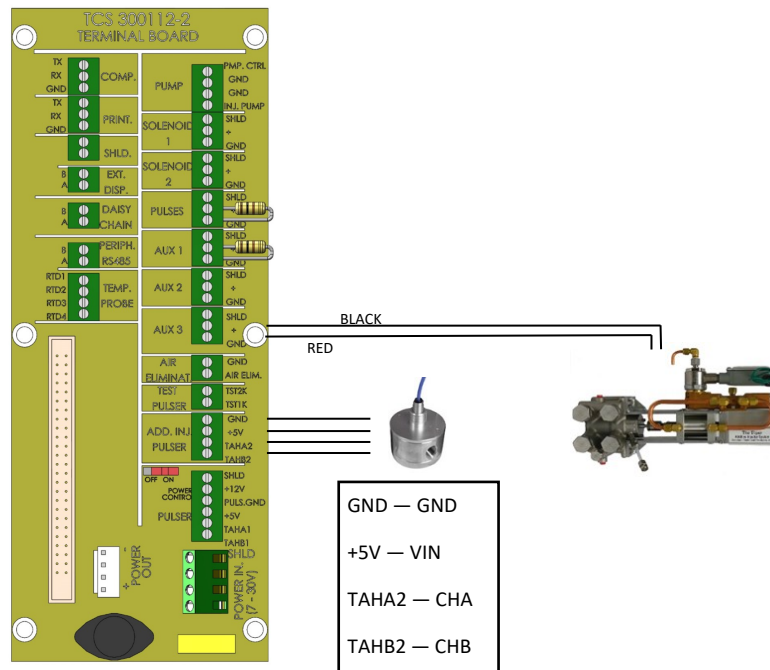 TCS 300112-2
TERMINAL BOARD
TX
RX
GND
COMP.
TX
RX
GND
PRINT.
SHLD.
B
A
EXT.
DISP.
B
A
DAISY
CHAIN
B
A
PERIPH.
RS485
RTD1
RTD2
RTD3
RTD4
TEMP.
PROBE
PUMP
PMP. CTRL
GND
GND
INJ. PUMP
SOLENOID
1
SHLD
+
GND
SOLENOID
2
SHLD
+
GND
PULSES
SHLD
GND
AUX 1
SHLD
GND
AUX 2
SHLD
+
GND
AUX 3
SHLD
+
GND
BLACK
RED
AIR
ELIMINAT.
GND
AIR ELIM.
TEST
PULSER
TST2K
TST1K
ADD. INJ.
PULSER
GND
+5V
TAHA2
TAHB2
OFF ON
POWER
CONTRO
PULSER
SHLD
+12V
PULS.GND
+5V
TAHA1
TAHB1
- +
POWER
OUT
SHLD
POWER IN.
(7 - 30V)
GND — GND
+5V — VIN
TAHA2 — CHA
TAHB2 — CHB